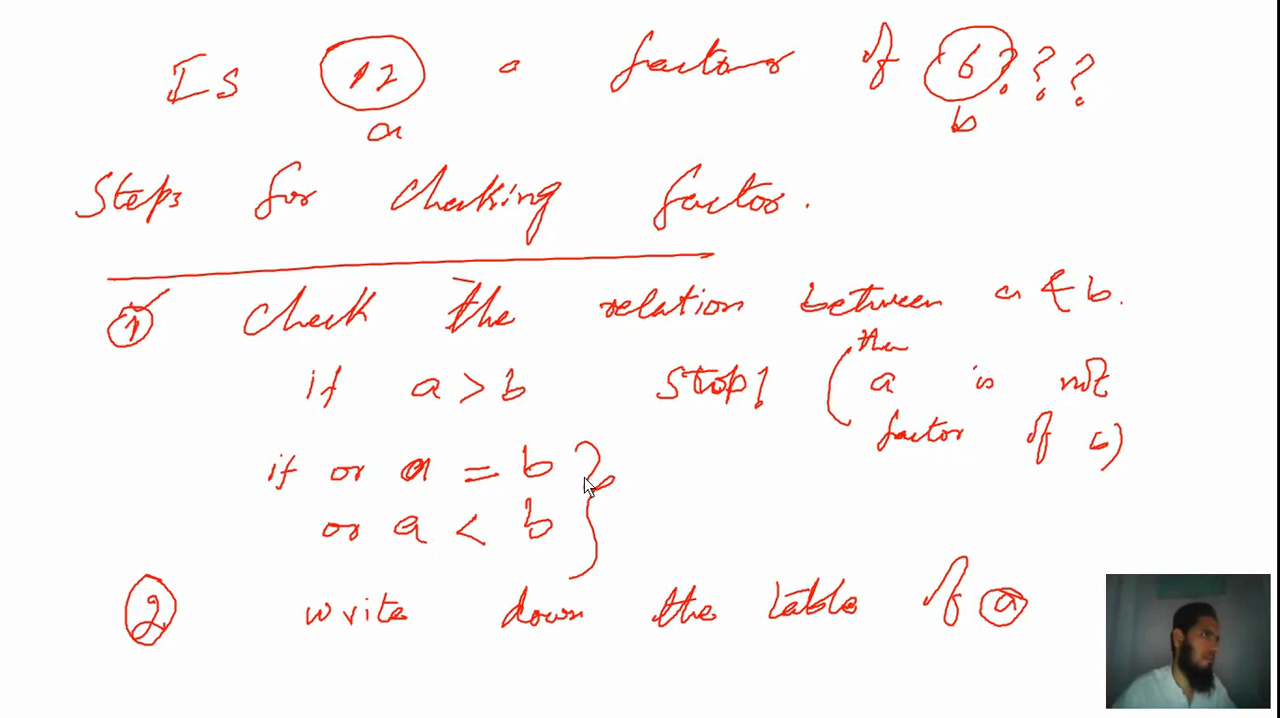 Is 12 a factor of 6???
a b
Steps for checking factor.
① check the relation between a & b.
if a > b stop! (then a is not
factor of b)
if or a = b }
or a < b
② write down the table of ⓐ